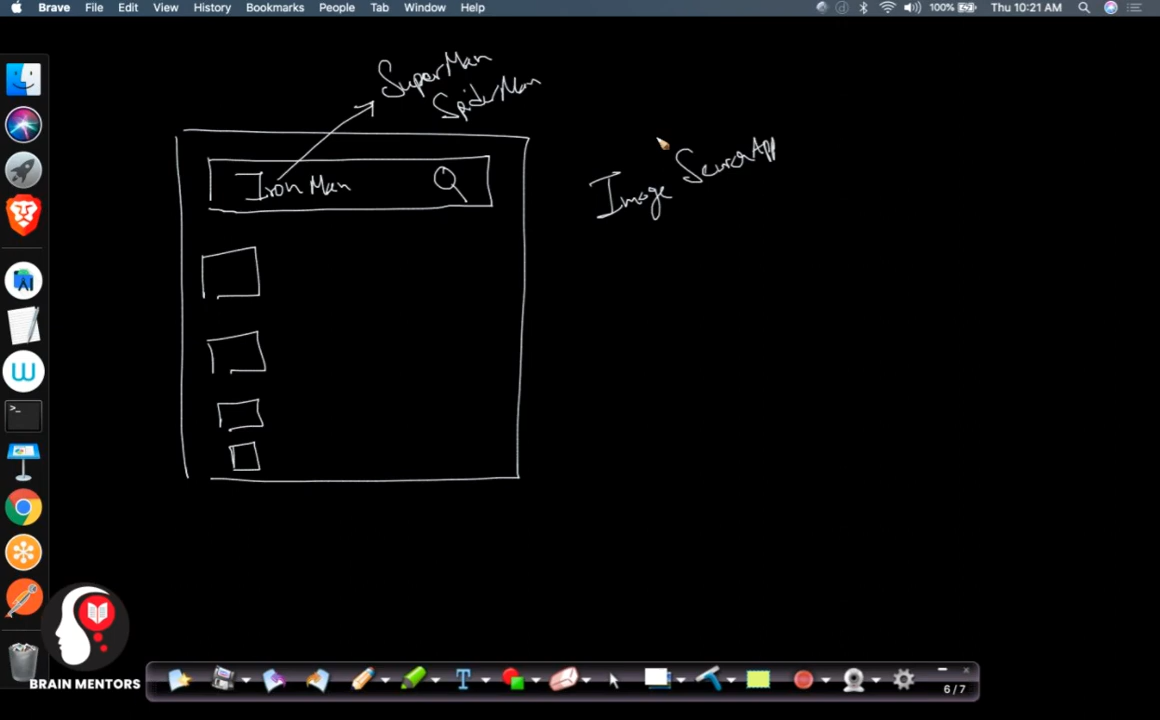 Brave File Edit View History Bookmarks People Tab Window Help 100% Thu 10:21 AM
SuperMan
SpiderMan
Iron Man
Image SearchApp
BRAIN MENTORS
6/7